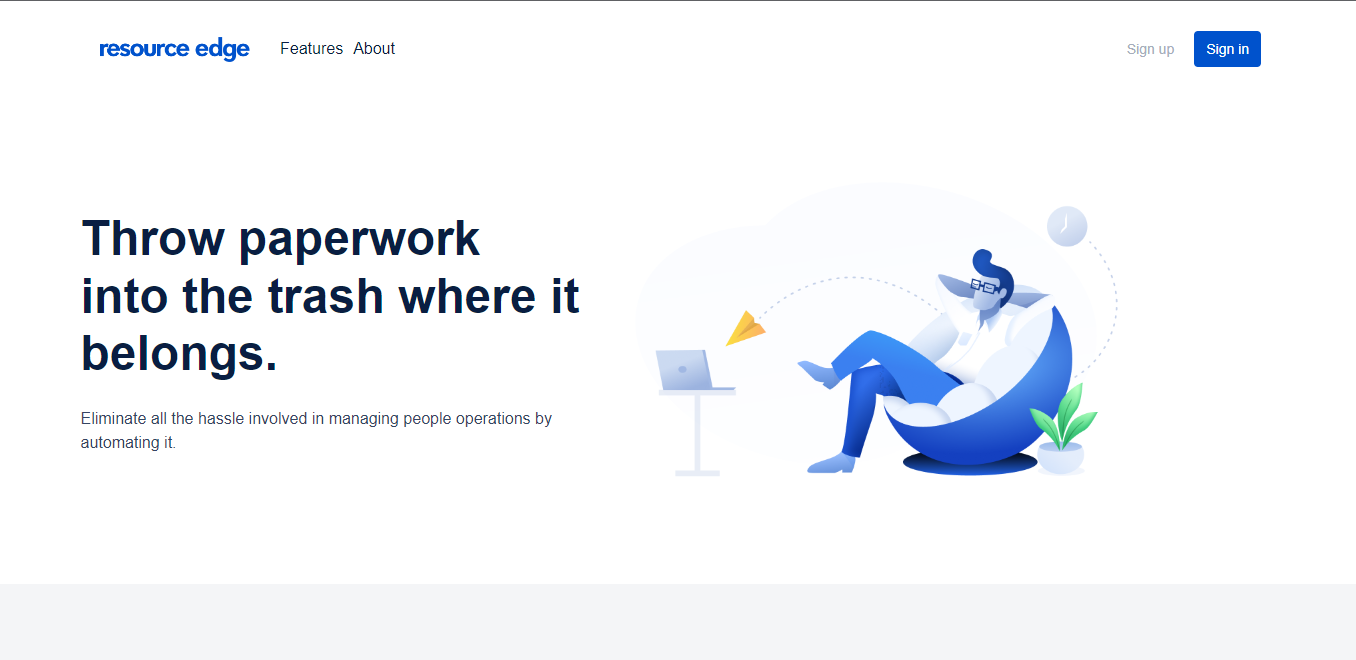 resource edge Features About Sign up Sign in
Throw paperwork
into the trash where it
belongs.
Eliminate all the hassle involved in managing people operations by
automating it.